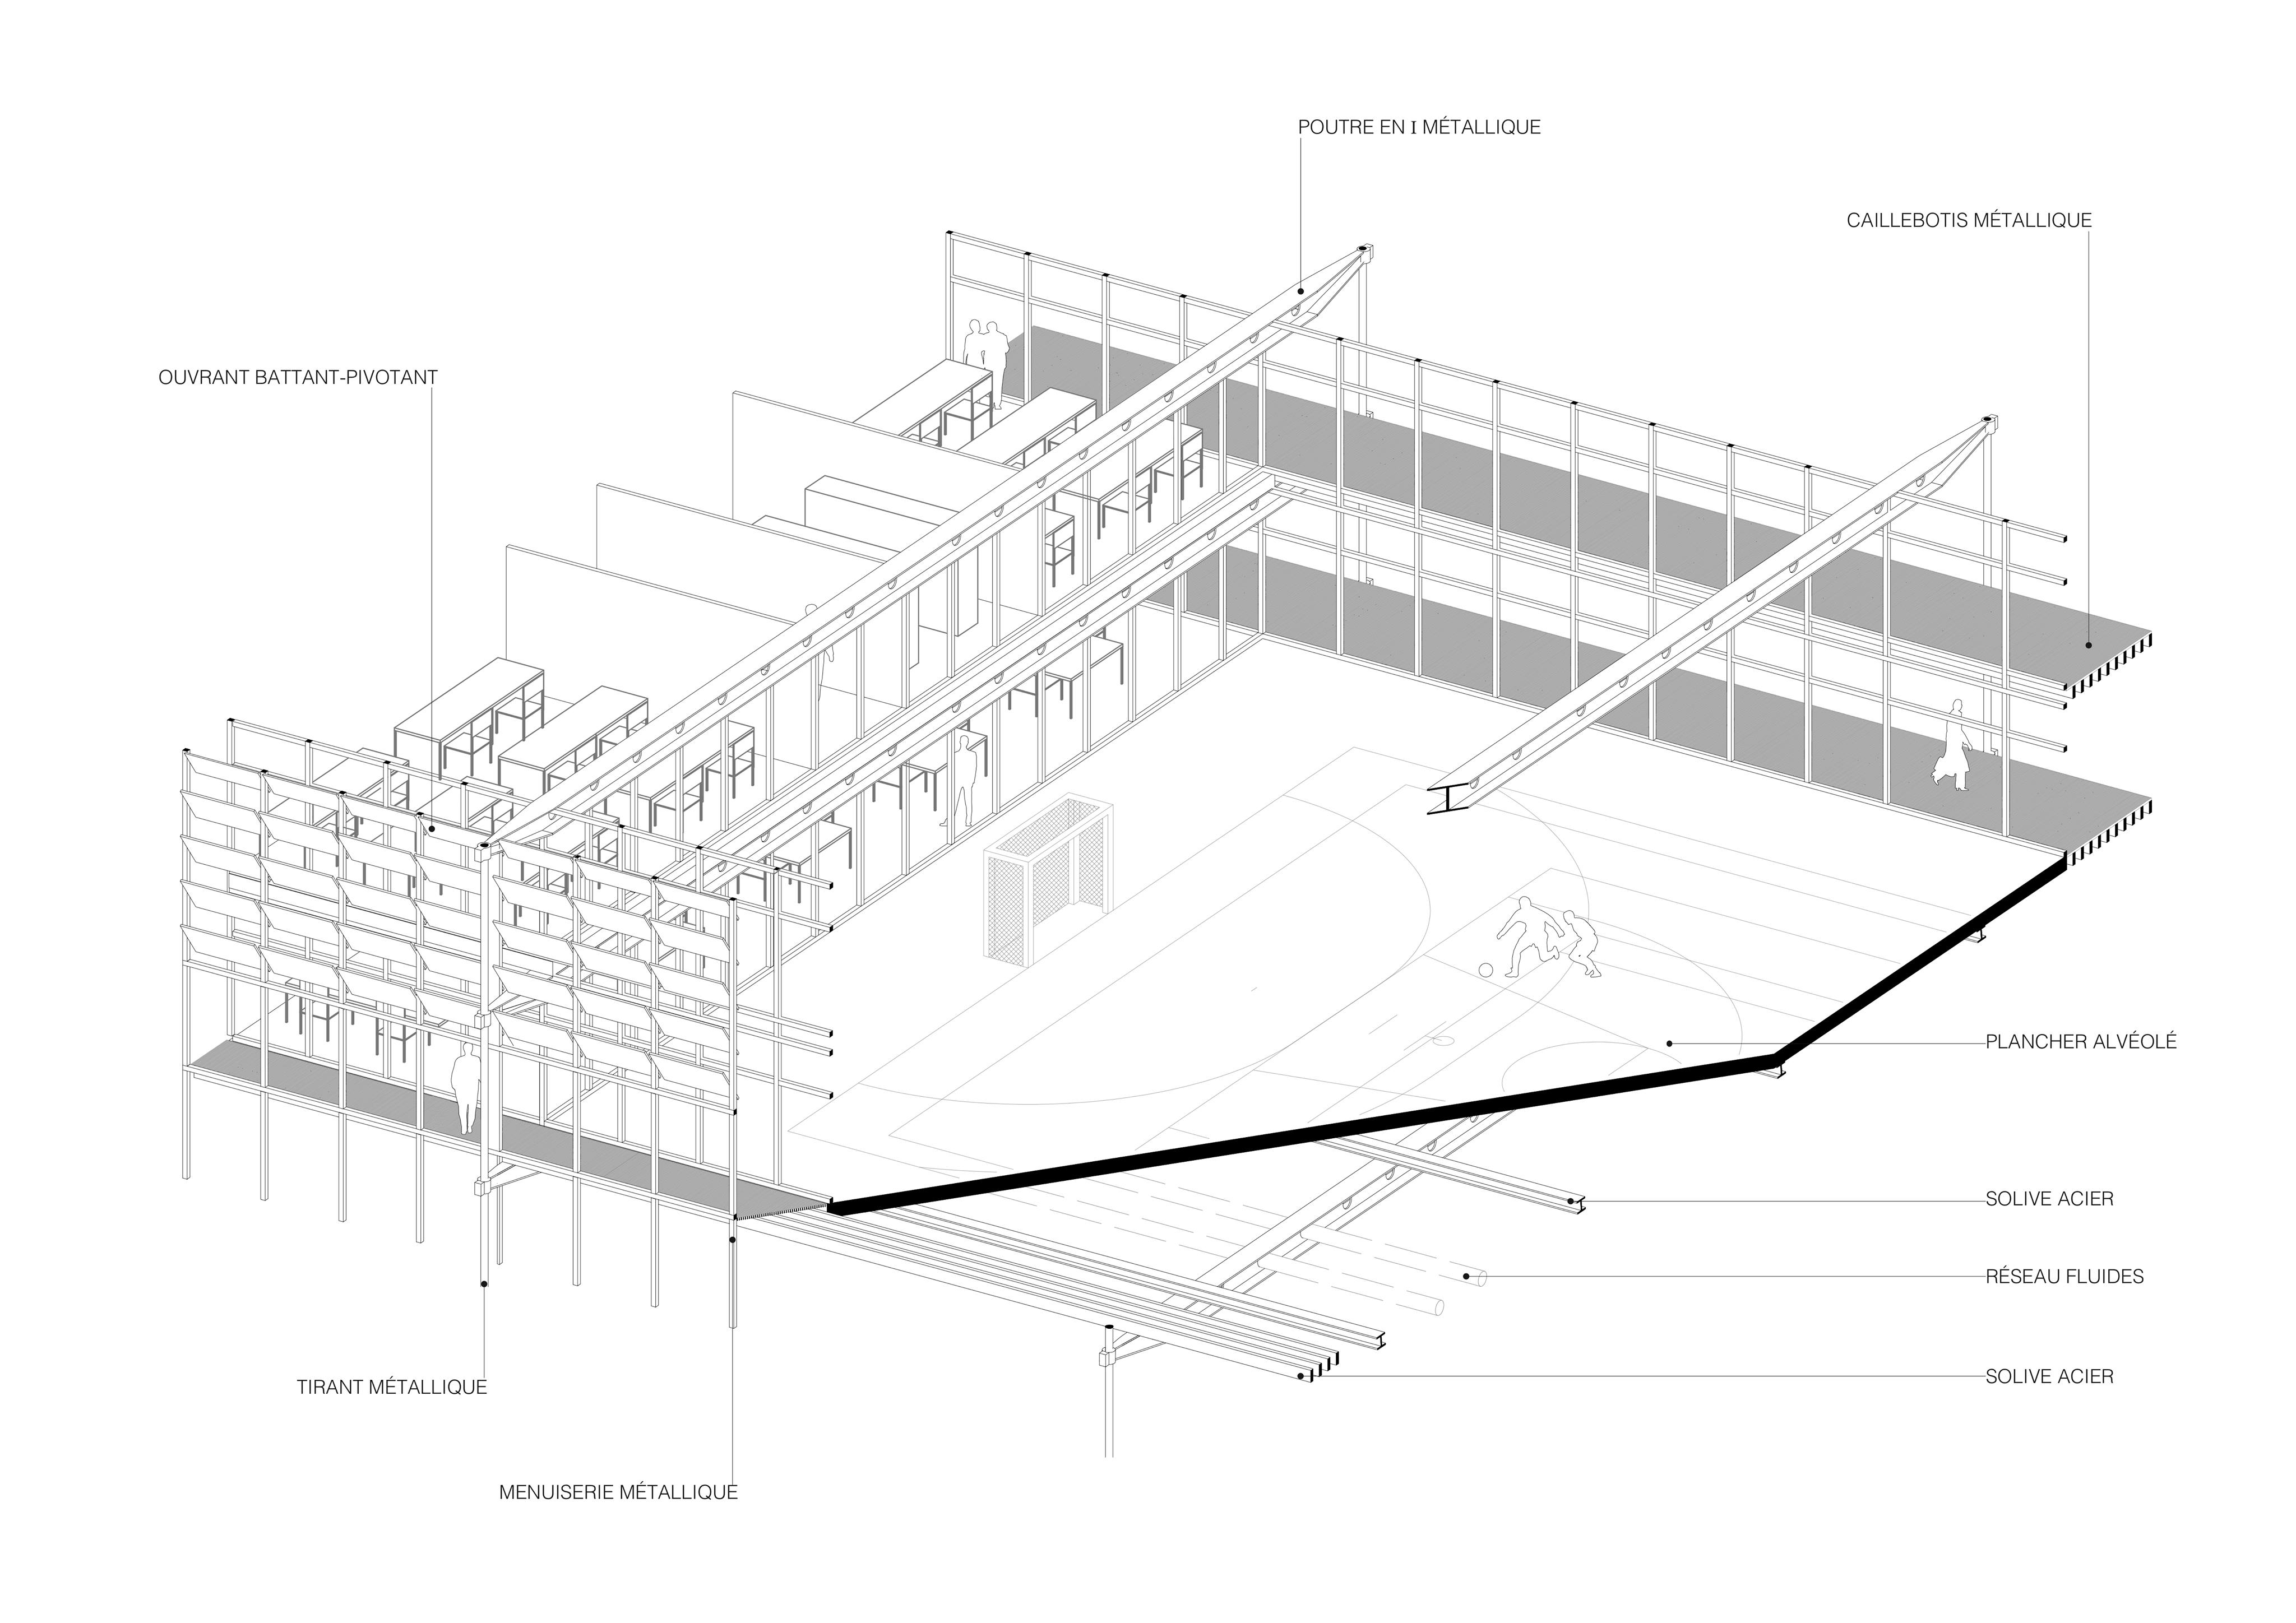 POUTRE EN I MÉTALLIQUE
CAILLEBOTIS MÉTALLIQUE
OUVRANT BATTANT-PIVOTANT
PLANCHER ALVÉOLÉ
SOLIVE ACIER
RÉSEAU FLUIDES
SOLIVE ACIER
TIRANT MÉTALLIQUE
MENUISERIE MÉTALLIQUE